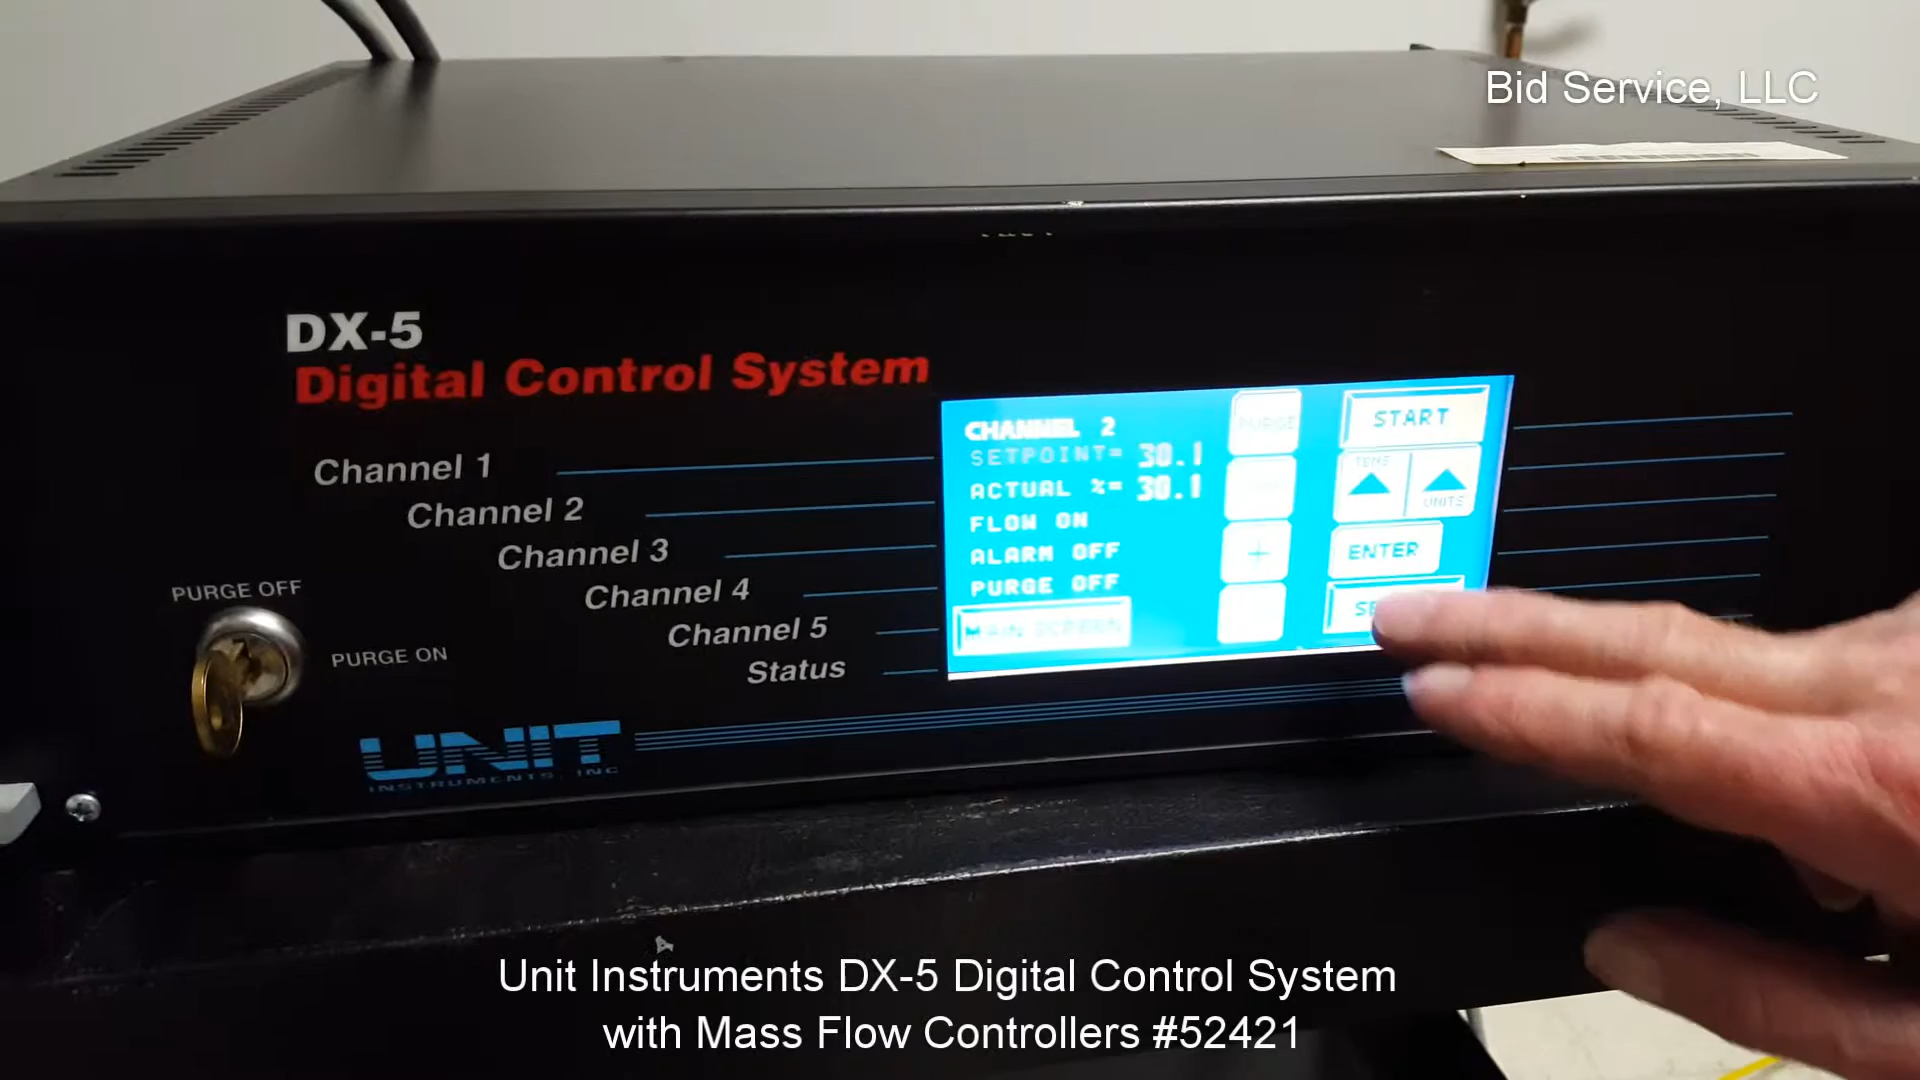 Bid Service, LLC
DX-5
Digital Control System
Channel 1
Channel 2
Channel 3
Channel 4
Channel 5
Status
PURGE OFF
PURGE ON
UNIT
INSTRUMENTS, INC
CHANNEL 2
SETPOINT= 30.1
ACTUAL %= 30.1
FLOW ON
ALARM OFF
PURGE OFF
MAIN SCREEN
PURGE
+
START
TENS
UNITS
ENTER
Unit Instruments DX-5 Digital Control System
with Mass Flow Controllers #52421